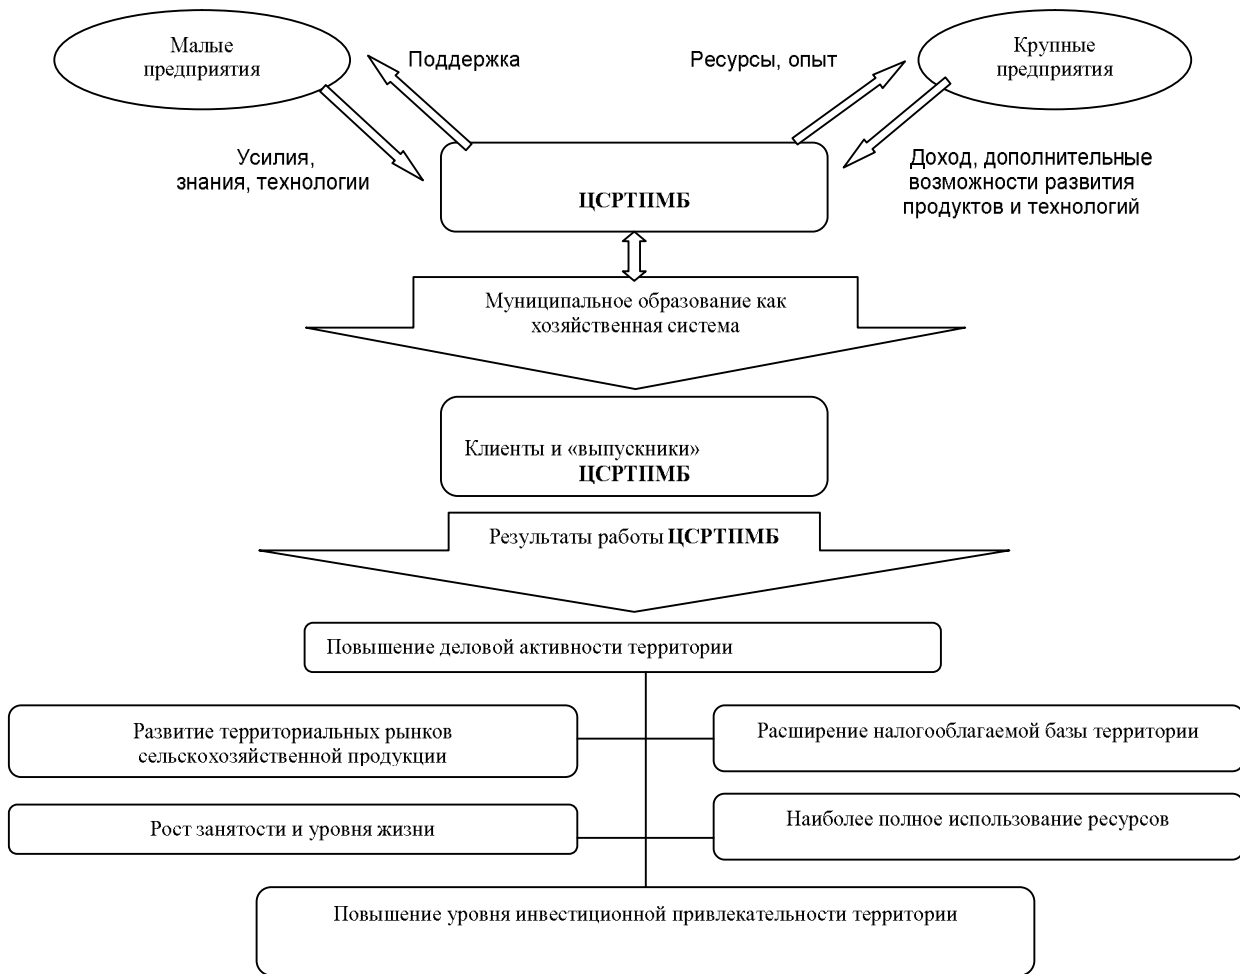 Малые
предприятия
Поддержка
Ресурсы, опыт
Крупные
предприятия
Усилия,
знания, технологии
Доход, дополнительные
возможности развития
продуктов и технологий
ЦСРТПМБ
Муниципальное образование как
хозяйственная система
Клиенты и «выпускники»
ЦСРТПМБ
Результаты работы ЦСРТПМБ
Повышение деловой активности территории
Развитие территориальных рынков
сельскохозяйственной продукции
Расширение налогооблагаемой базы территории
Рост занятости и уровня жизни
Наиболее полное использование ресурсов
Повышение уровня инвестиционной привлекательности территории